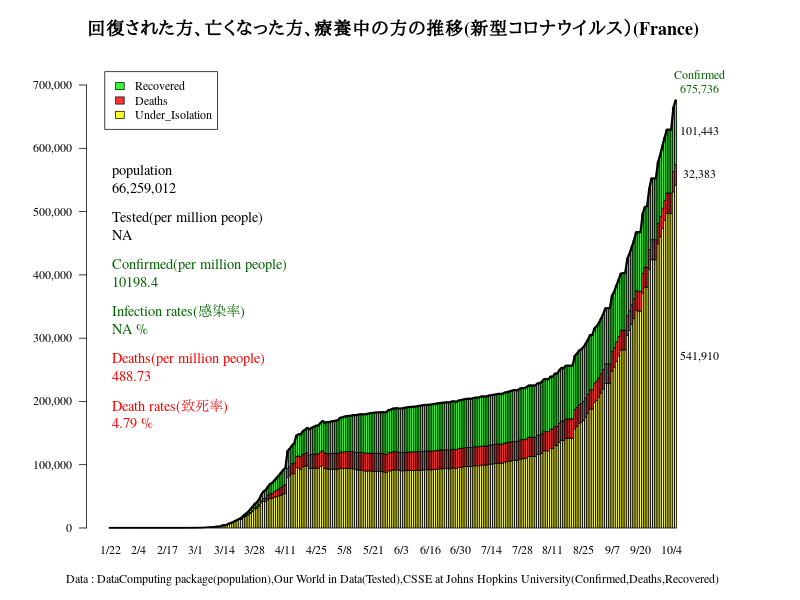 回復された方、亡くなった方、療養中の方の推移(新型コロナウイルス)(France)
Confirmed
675,736
700,000
600,000
500,000
400,000
300,000
200,000
100,000
0
Recovered
Deaths
Under_Isolation
population
66,259,012
Tested(per million people)
NA
Confirmed(per million people)
10198.4
Infection rates(感染率)
NA %
Deaths(per million people)
488.73
Death rates(致死率)
4.79 %
101,443
32,383
541,910
1/22 2/4 2/17 3/1 3/14 3/28 4/11 4/25 5/8 5/21 6/3 6/16 6/30 7/14 7/28 8/11 8/25 9/7 9/20 10/4
Data : DataComputing package(population),Our World in Data(Tested),CSSE at Johns Hopkins University(Confirmed,Deaths,Recovered)